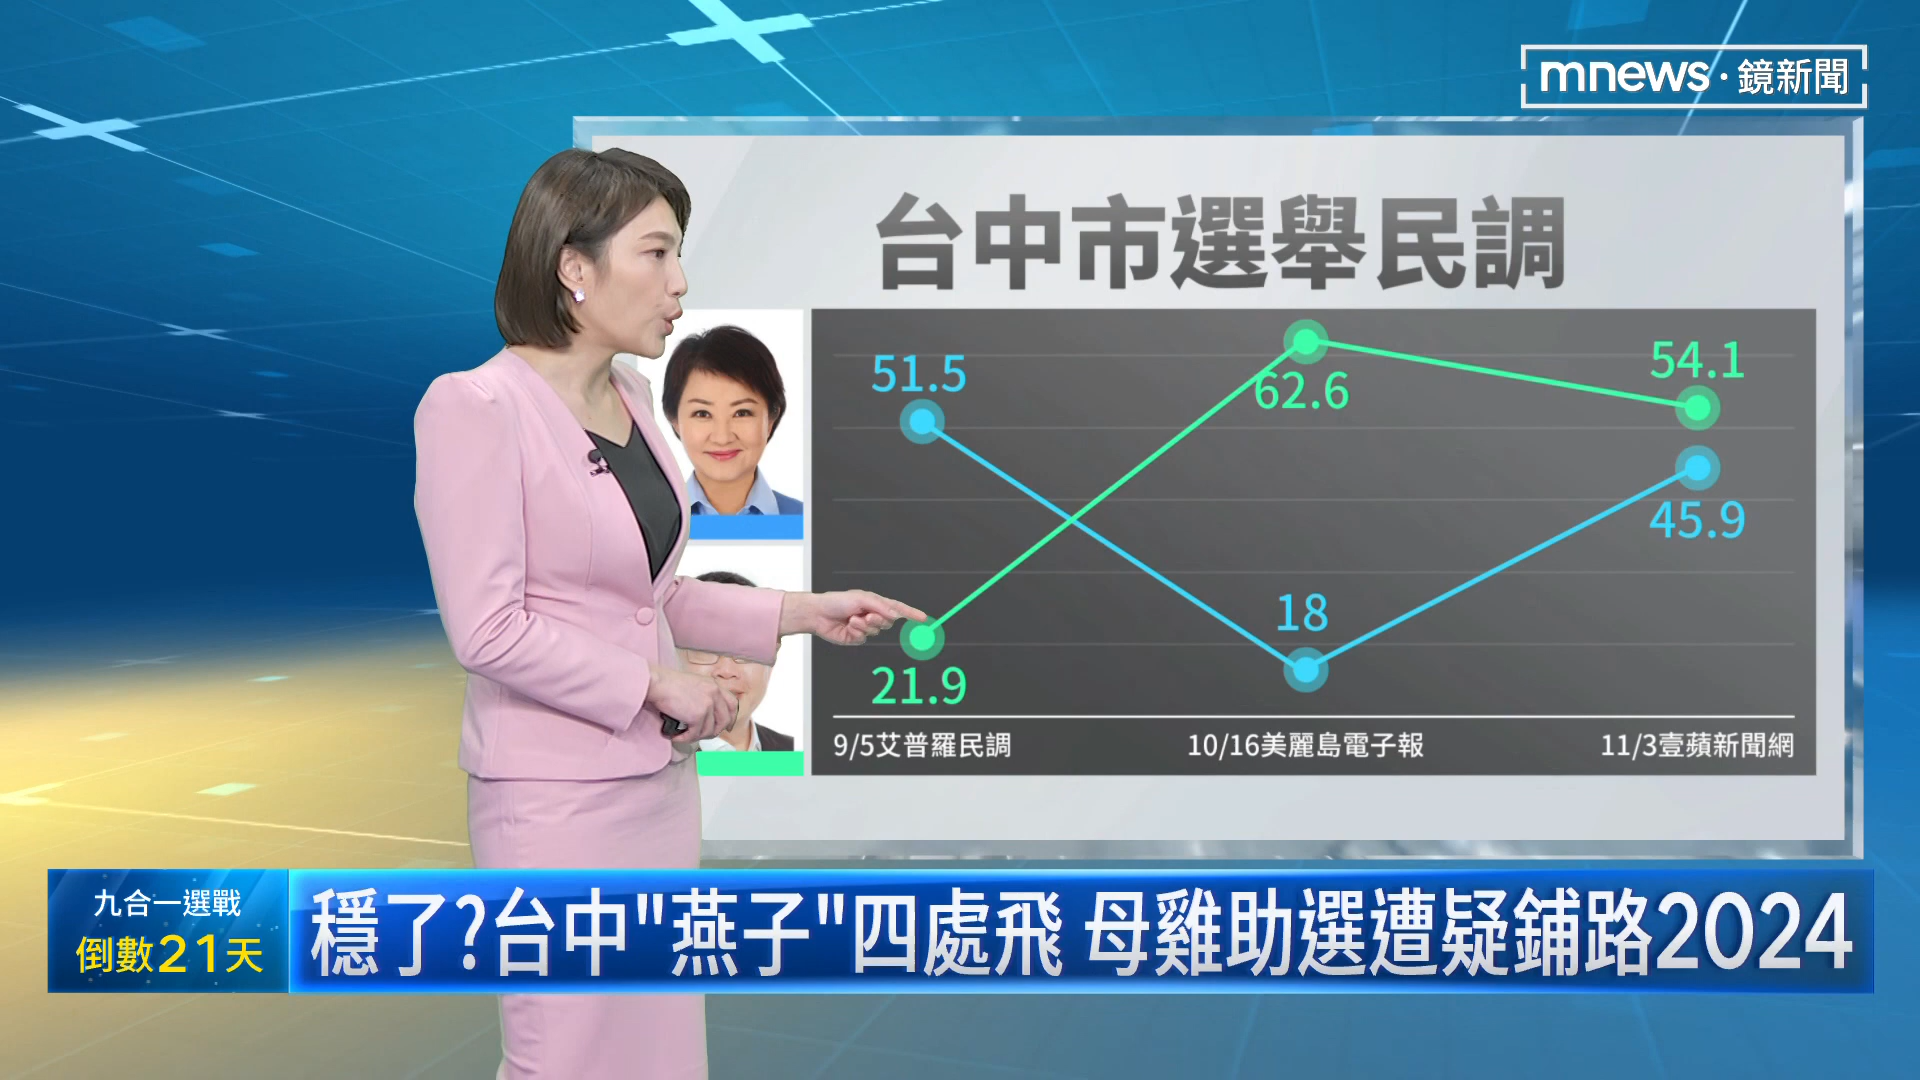 mnews·鏡新聞
台中市選舉民調
51.5
62.6
54.1
21.9
18
45.9
9/5艾普羅民調
10/16美麗島電子報
11/3壹蘋新聞網
九合一選戰
倒數21天
穩了?台中"燕子"四處飛 母雞助選遭疑鋪路2024